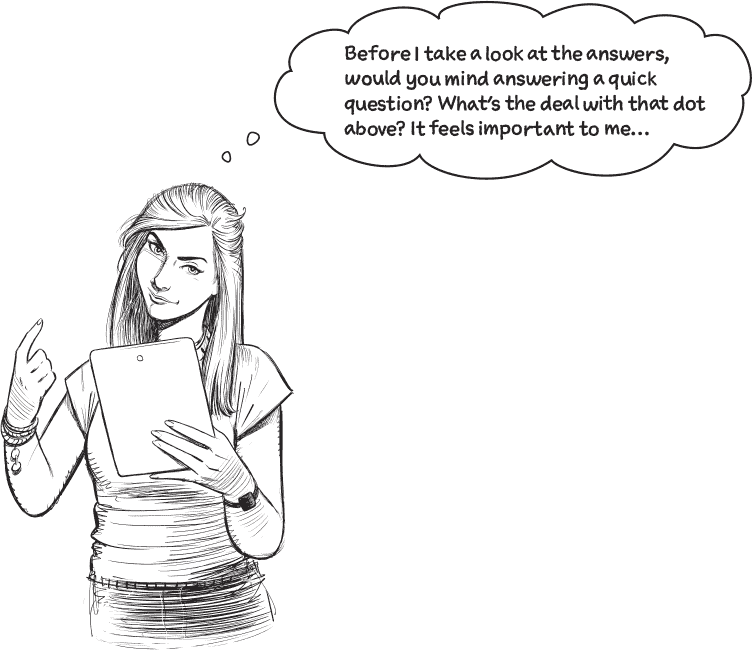 Before I take a look at the answers,
would you mind answering a quick
question? What's the deal with that dot
above? It feels important to me...